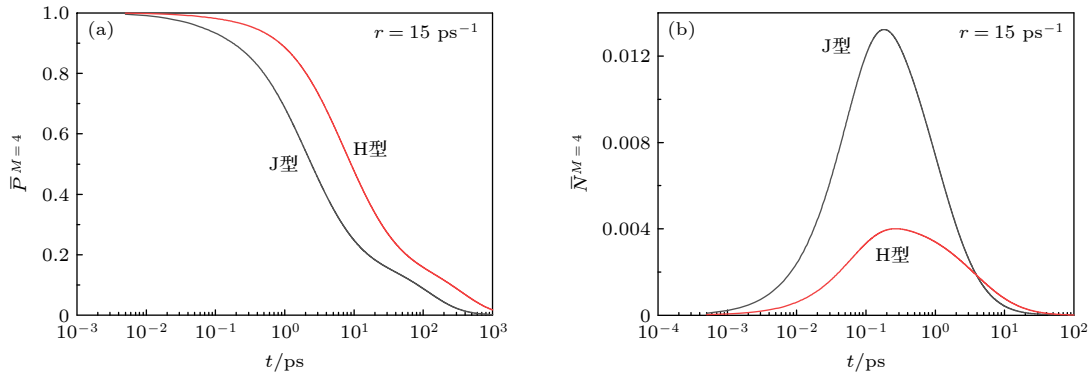 (a)
r = 15 ps⁻¹
1.0
0.8
0.6
0.4
0.2
0
J型
H型
P̅ᴹ ⁼ ⁴
10⁻³
10⁻²
10⁻¹
10⁰
10¹
10²
10³
t/ps
(b)
r = 15 ps⁻¹
0.012
0.008
0.004
0
J型
H型
N̅ᴹ ⁼ ⁴
10⁻⁴
10⁻³
10⁻²
10⁻¹
10⁰
10¹
10²
t/ps